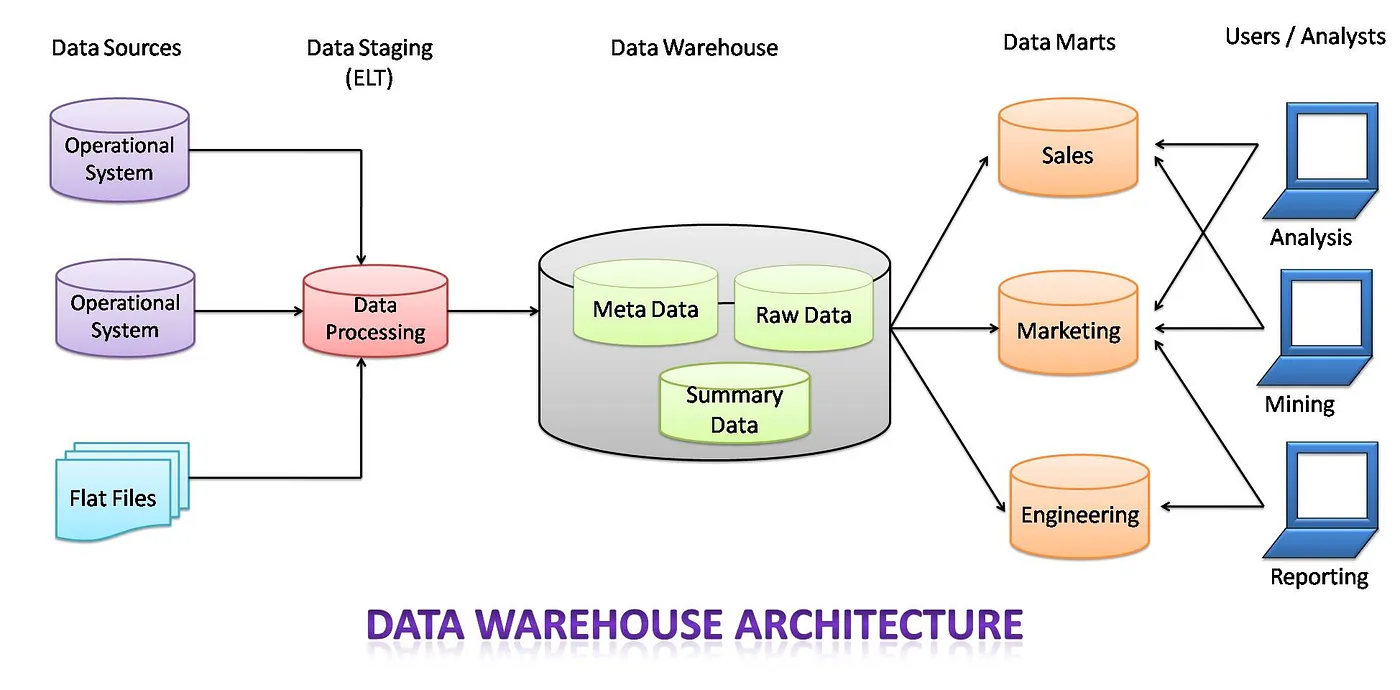 Data Sources
Data Staging
(ELT)
Data Warehouse
Data Marts
Users / Analysts
Operational
System
Operational
System
Flat Files
Data
Processing
Meta Data
Raw Data
Summary
Data
Sales
Marketing
Engineering
Analysis
Mining
Reporting
DATA WAREHOUSE ARCHITECTURE